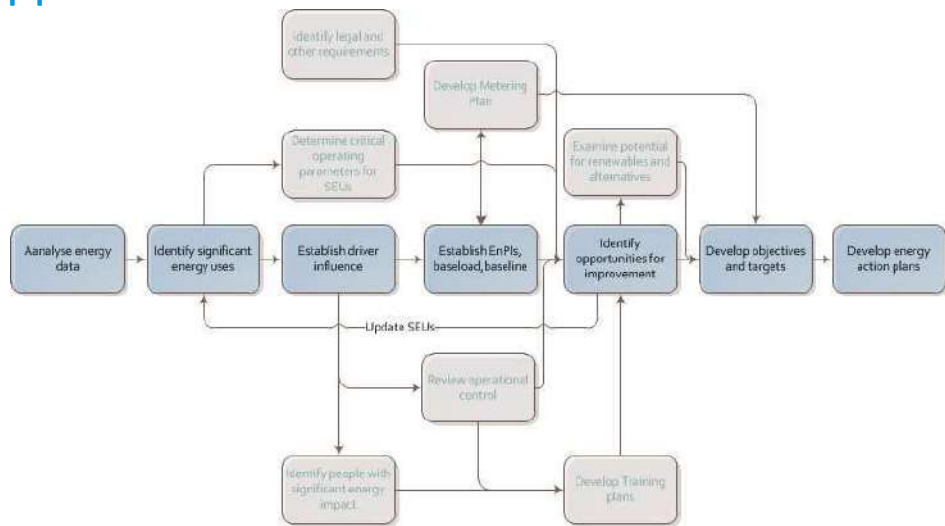 Identify legal and
other requirements
Develop Metering
Plan
Determine critical
operating
parameters for
SEUs
Examine potential
for renewables and
alternatives
Aanalyse energy
data
Identify significant
energy uses
Establish driver
influence
Establish EnPIs,
baseload, baseline
Identify
opportunities for
improvement
Develop objectives
and targets
Develop energy
action plans
Update SEUs
Review operational
control
Identify people with
significant energy
impact
Develop Training
plans